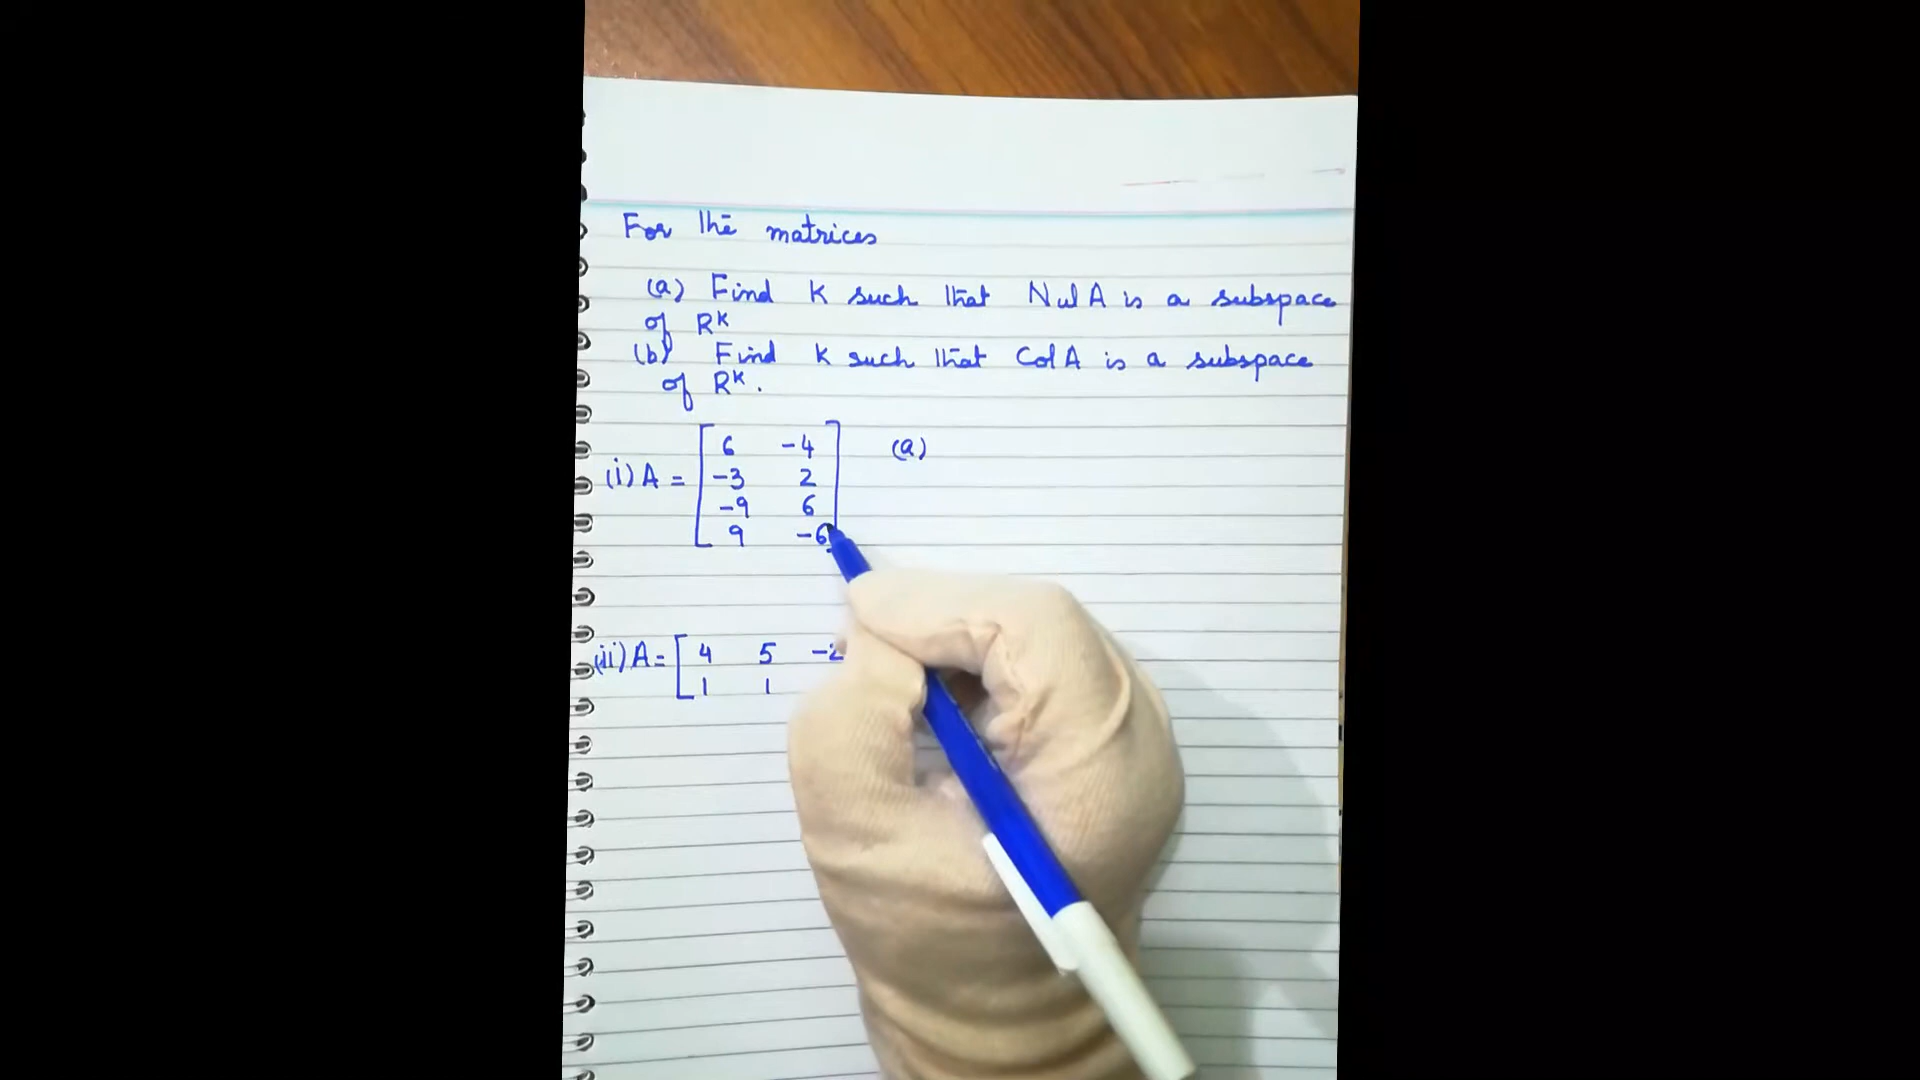 For the matrices
(a) Find K such that Nul A is a subspace
of R^K
(b) Find K such that Col A is a subspace
of R^K.
(i) A = [ 6 -4
-3 2
-9 6
9 -6 ] (a)
(ii) A = [ 4 5 -2
1 1